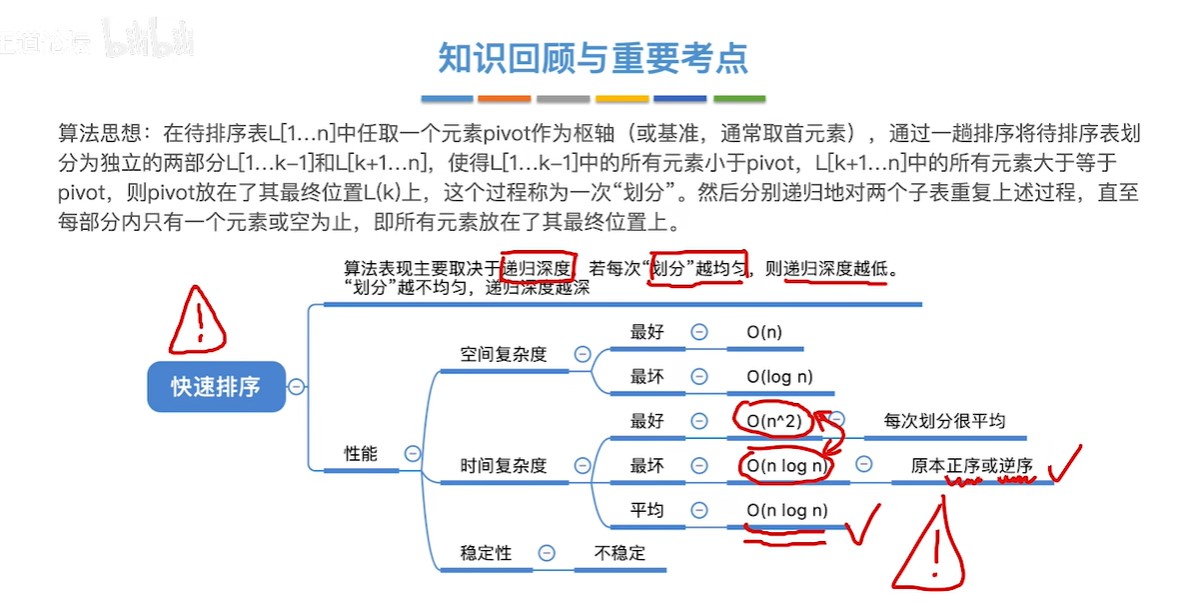 王道论坛 bilibili
知识回顾与重要考点
算法思想：在待排序表L[1…n]中任取一个元素pivot作为枢轴（或基准，通常取首元素），通过一趟排序将待排序表划
分为独立的两部分L[1…k−1]和L[k+1…n]，使得L[1…k−1]中的所有元素小于pivot，L[k+1…n]中的所有元素大于等于
pivot，则pivot放在了其最终位置L(k)上，这个过程称为一次“划分”。然后分别递归地对两个子表重复上述过程，直至
每部分内只有一个元素或空为止，即所有元素放在了其最终位置上。
算法表现主要取决于递归深度，若每次“划分”越均匀，则递归深度越低。
“划分”越不均匀，递归深度越深
快速排序
性能
空间复杂度
最好 O(n)
最坏 O(log n)
时间复杂度
最好 O(n^2) 每次划分很平均
最坏 O(n log n) 原本正序或逆序
平均 O(n log n)
稳定性 不稳定